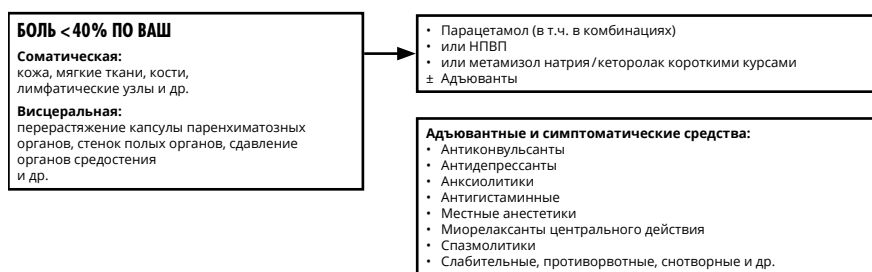 БОЛЬ <40% ПО ВАШ
Соматическая:
кожа, мягкие ткани, кости,
лимфатические узлы и др.
Висцеральная:
перерастяжение капсулы паренхиматозных
органов, стенок полых органов, сдавление
органов средостения
и др.
• Парацетамол (в т.ч. в комбинациях)
• или НПВП
• или метамизол натрия/кеторолак короткими курсами
± Адъюванты
Адъювантные и симптоматические средства:
• Антиконвульсанты
• Антидепрессанты
• Анксиолитики
• Антигистаминные
• Местные анестетики
• Миорелаксанты центрального действия
• Спазмолитики
• Слабительные, противорвотные, снотворные и др.